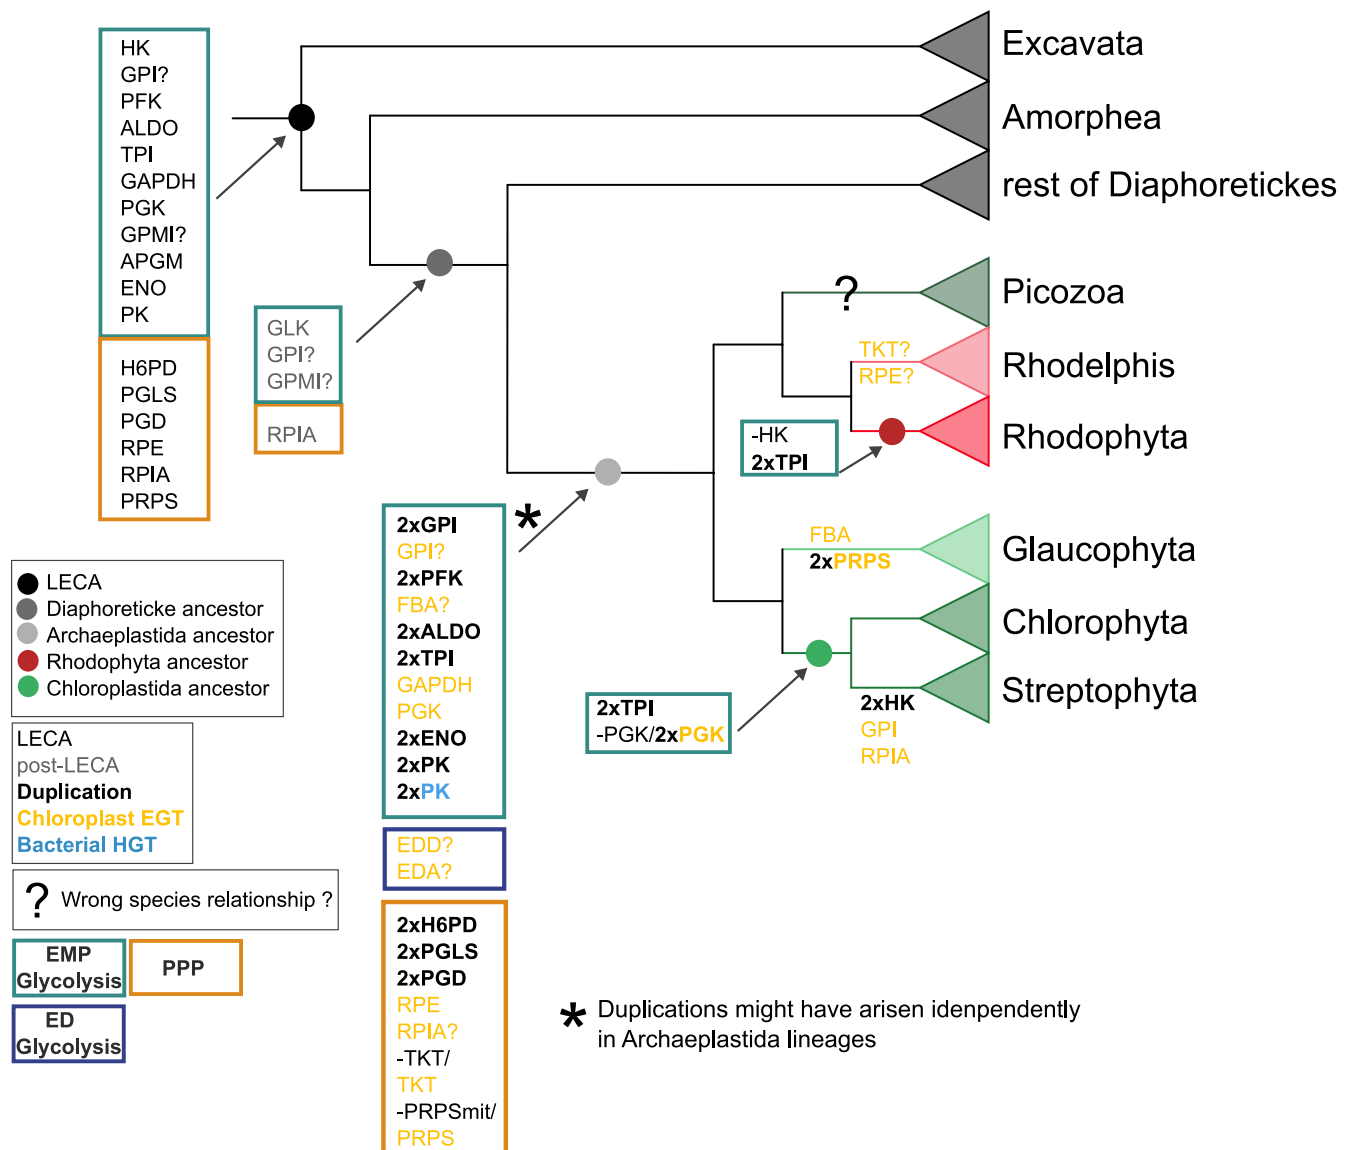 HK
GPI?
PFK
ALDO
TPI
GAPDH
PGK
GPMI?
APGM
ENO
PK
H6PD
PGLS
PGD
RPE
RPIA
PRPS
GLK
GPI?
GPMI?
RPIA
Excavata
Amorphea
rest of Diaphoretickes
?
Picozoa
TKT?
RPE?
Rhodelphis
-HK
2xTPI
Rhodophyta
FBA
2xPRPS
Glaucophyta
Chlorophyta
Streptophyta
2xHK
GPI
RPIA
2xTPI
-PGK/2xPGK
*
2xGPI
GPI?
2xPFK
FBA?
2xALDO
2xTPI
GAPDH
PGK
2xENO
2xPK
2xPK
EDD?
EDA?
2xH6PD
2xPGLS
2xPGD
RPE
RPIA?
-TKT/
TKT
-PRPSmit/
PRPS
LECA
Diaphoreticke ancestor
Archaeplastida ancestor
Rhodophyta ancestor
Chloroplastida ancestor
LECA
post-LECA
Duplication
Chloroplast EGT
Bacterial HGT
? Wrong species relationship ?
EMP
Glycolysis
PPP
ED
Glycolysis
* Duplications might have arisen idenpendently
in Archaeplastida lineages